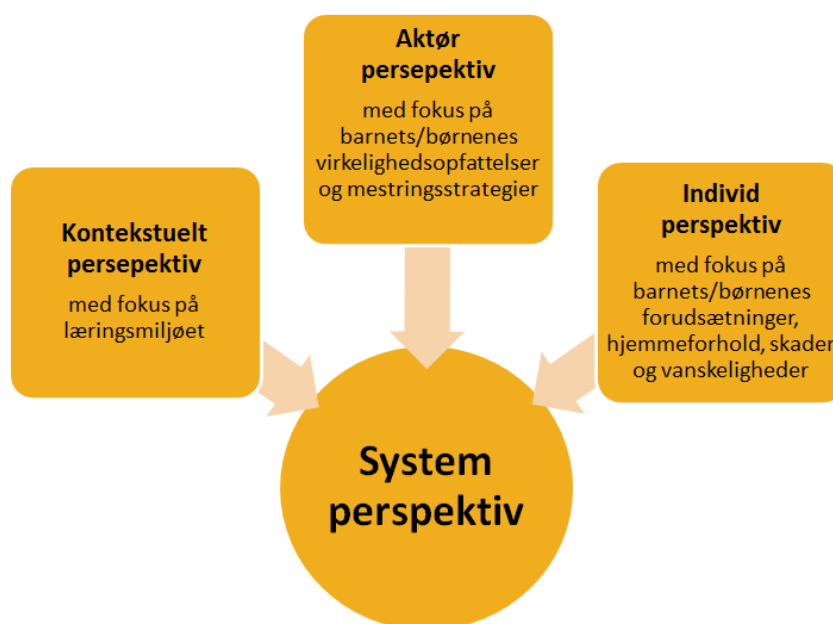 Aktør
persepektiv
med fokus på
barnets/børnenes
virkelighedsopfattelser
og mestringsstrategier
Kontekstuelt
persepektiv
med fokus på
læringsmiljøet
Individ
perspektiv
med fokus på
barnets/børnenes
forudsætninger,
hjemmeforhold, skader
og vanskeligheder
System
perspektiv